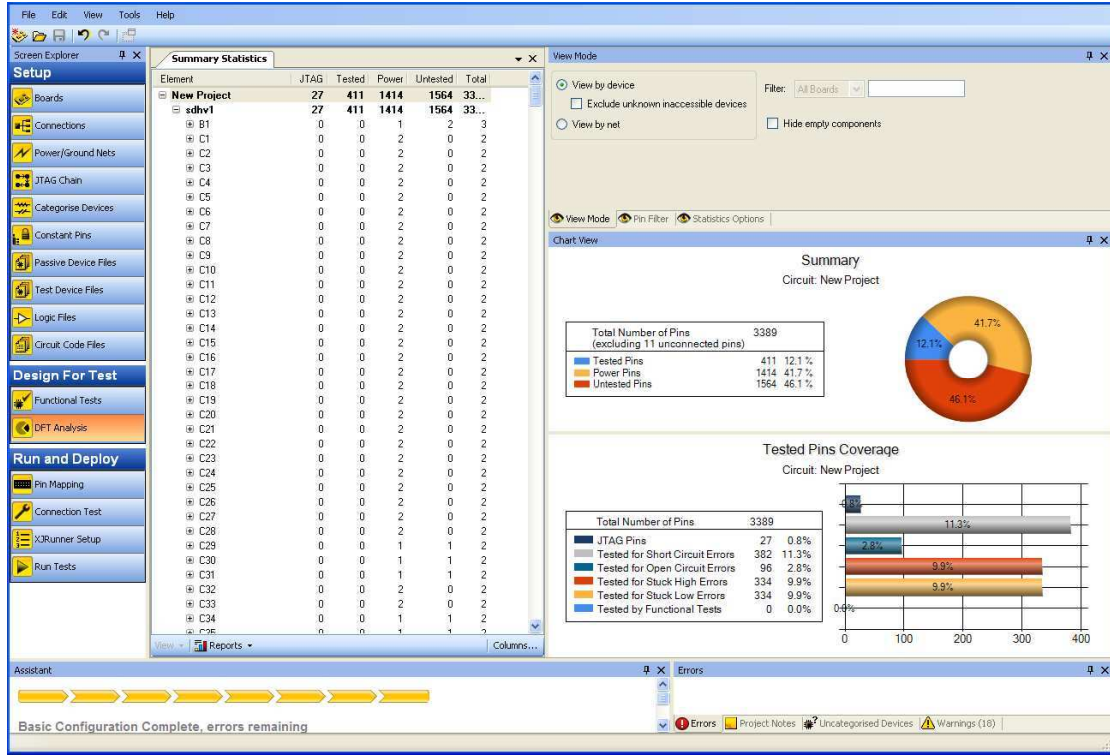 File Edit View Tools Help
Screen Explorer
Setup
Boards
Connections
Power/Ground Nets
JTAG Chain
Categorise Devices
Constant Pins
Passive Device Files
Test Device Files
Logic Files
Circuit Code Files
Design For Test
Functional Tests
DFT Analysis
Run and Deploy
Pin Mapping
Connection Test
XJRunner Setup
Run Tests
Summary Statistics
Element JTAG Tested Power Untested Total
New Project 27 411 1414 1564 33...
sdhv1 27 411 1414 1564 33...
B1 0 0 1 2 3
C1 0 0 2 0 2
C2 0 0 2 0 2
C3 0 0 2 0 2
C4 0 0 2 0 2
C5 0 0 2 0 2
C6 0 0 2 0 2
C7 0 0 2 0 2
C8 0 0 2 0 2
C9 0 0 2 0 2
C10 0 0 2 0 2
C11 0 0 2 0 2
C12 0 0 2 0 2
C13 0 0 2 0 2
C14 0 0 2 0 2
C15 0 0 2 0 2
C16 0 0 2 0 2
C17 0 0 2 0 2
C18 0 0 2 0 2
C19 0 0 2 0 2
C20 0 0 2 0 2
C21 0 0 2 0 2
C22 0 0 2 0 2
C23 0 0 2 0 2
C24 0 0 2 0 2
C25 0 0 2 0 2
C26 0 0 2 0 2
C27 0 0 2 0 2
C28 0 0 2 0 2
C29 0 0 1 1 2
C30 0 0 1 1 2
C31 0 0 1 1 2
C32 0 0 2 0 2
C33 0 0 2 0 2
C34 0 0 1 1 2
C35 0 0 1 1 2
View Reports Columns...
View Mode
View by device
Exclude unknown inaccessible devices
View by net
Filter: All Boards
Hide empty components
View Mode Pin Filter Statistics Options
Chart View
Summary
Circuit: New Project
Total Number of Pins 3389
(excluding 11 unconnected pins)
Tested Pins 411 12.1 %
Power Pins 1414 41.7 %
Untested Pins 1564 46.1 %
41.7%
12.1%
46.1%
Tested Pins Coverage
Circuit: New Project
Total Number of Pins 3389
JTAG Pins 27 0.8%
Tested for Short Circuit Errors 382 11.3%
Tested for Open Circuit Errors 96 2.8%
Tested for Stuck High Errors 334 9.9%
Tested for Stuck Low Errors 334 9.9%
Tested by Functional Tests 0 0.0%
0.8%
11.3%
2.8%
9.9%
9.9%
0.0%
0 100 200 300 400
Assistant
Basic Configuration Complete, errors remaining
Errors
Errors Project Notes Uncategorised Devices Warnings (18)